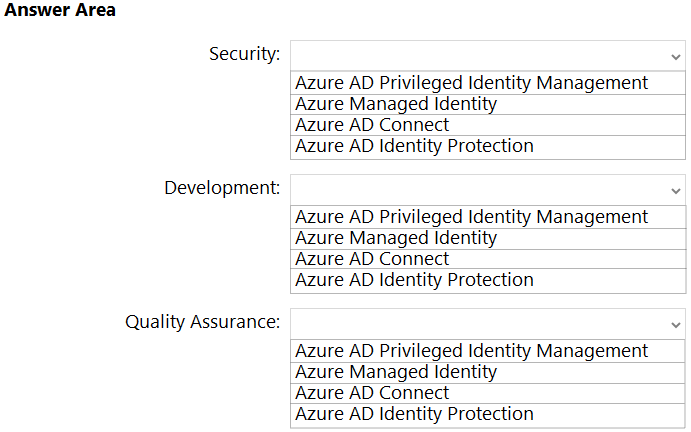 Answer Area
Security:
Azure AD Privileged Identity Management
Azure Managed Identity
Azure AD Connect
Azure AD Identity Protection
Development:
Azure AD Privileged Identity Management
Azure Managed Identity
Azure AD Connect
Azure AD Identity Protection
Quality Assurance:
Azure AD Privileged Identity Management
Azure Managed Identity
Azure AD Connect
Azure AD Identity Protection